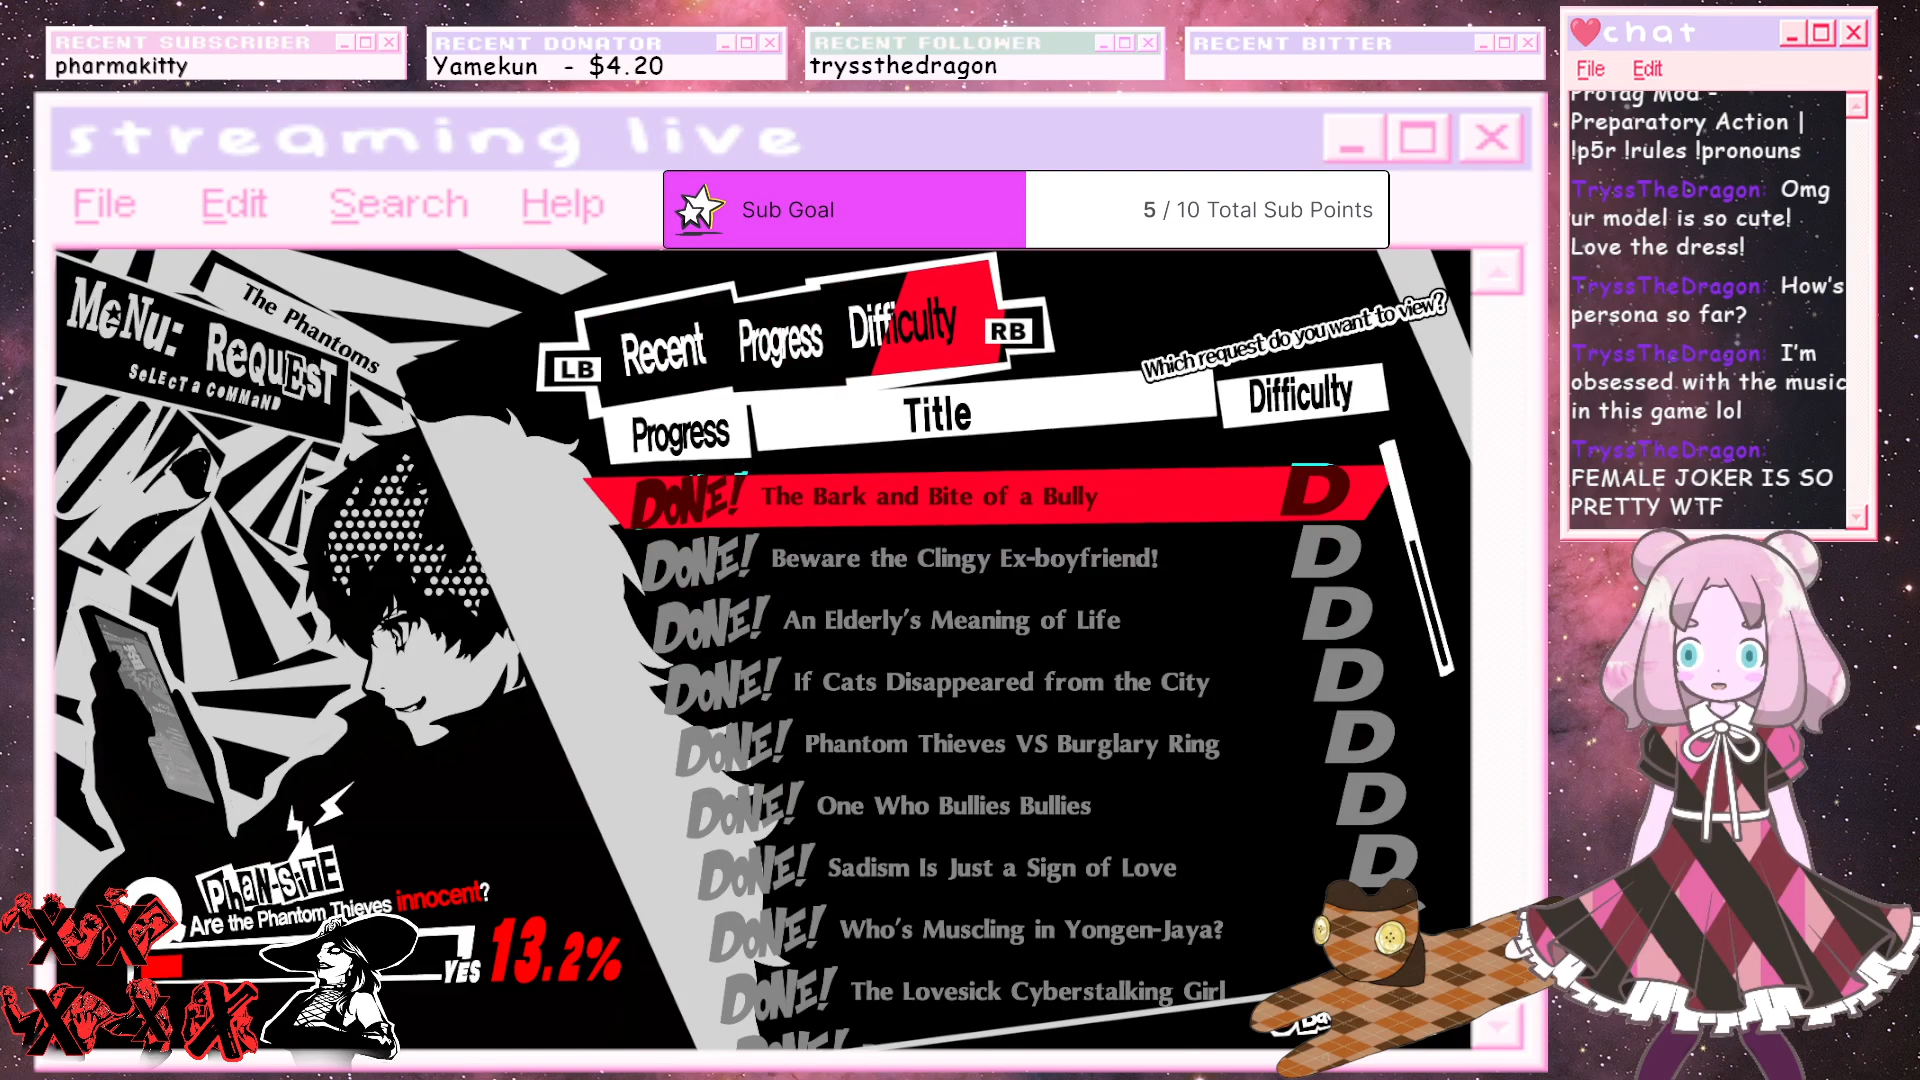 RECENT SUBSCRIBER
pharmakitty
RECENT DONATOR
Yamekun - $4.20
RECENT FOLLOWER
tryssthedragon
RECENT BITTER
chat
File Edit
Protag Mod -
Preparatory Action |
!p5r !rules !pronouns
TryssTheDragon: Omg
ur model is so cute!
Love the dress!
TryssTheDragon: How's
persona so far?
TryssTheDragon: I'm
obsessed with the music
in this game lol
TryssTheDragon:
FEMALE JOKER IS SO
PRETTY WTF
streaming live
File Edit Search Help
Sub Goal
5 / 10 Total Sub Points
The Phantoms
MeNu: RequEsT
SeLEcT a CoMMaND
LB Recent Progress Difficulty RB
Which request do you want to view?
Progress Title Difficulty
DONE! The Bark and Bite of a Bully D
DONE! Beware the Clingy Ex-boyfriend! D
DONE! An Elderly's Meaning of Life D
DONE! If Cats Disappeared from the City D
DONE! Phantom Thieves VS Burglary Ring D
DONE! One Who Bullies Bullies D
DONE! Sadism Is Just a Sign of Love D
DONE! Who's Muscling in Yongen-Jaya?
DONE! The Lovesick Cyberstalking Girl
DONE!
PhaN-SiTE
Are the Phantom Thieves innocent?
YES 13.2%